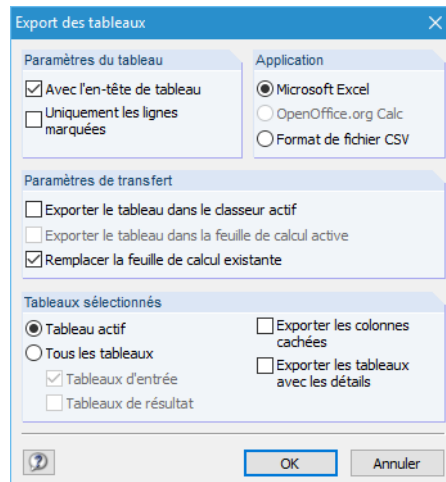 Export des tableaux
Paramètres du tableau
Avec l'en-tête de tableau
Uniquement les lignes
marquées
Application
Microsoft Excel
OpenOffice.org Calc
Format de fichier CSV
Paramètres de transfert
Exporter le tableau dans le classeur actif
Exporter le tableau dans la feuille de calcul active
Remplacer la feuille de calcul existante
Tableaux sélectionnés
Tableau actif
Tous les tableaux
Tableaux d'entrée
Tableaux de résultat
Exporter les colonnes
cachées
Exporter les tableaux
avec les détails
OK
Annuler